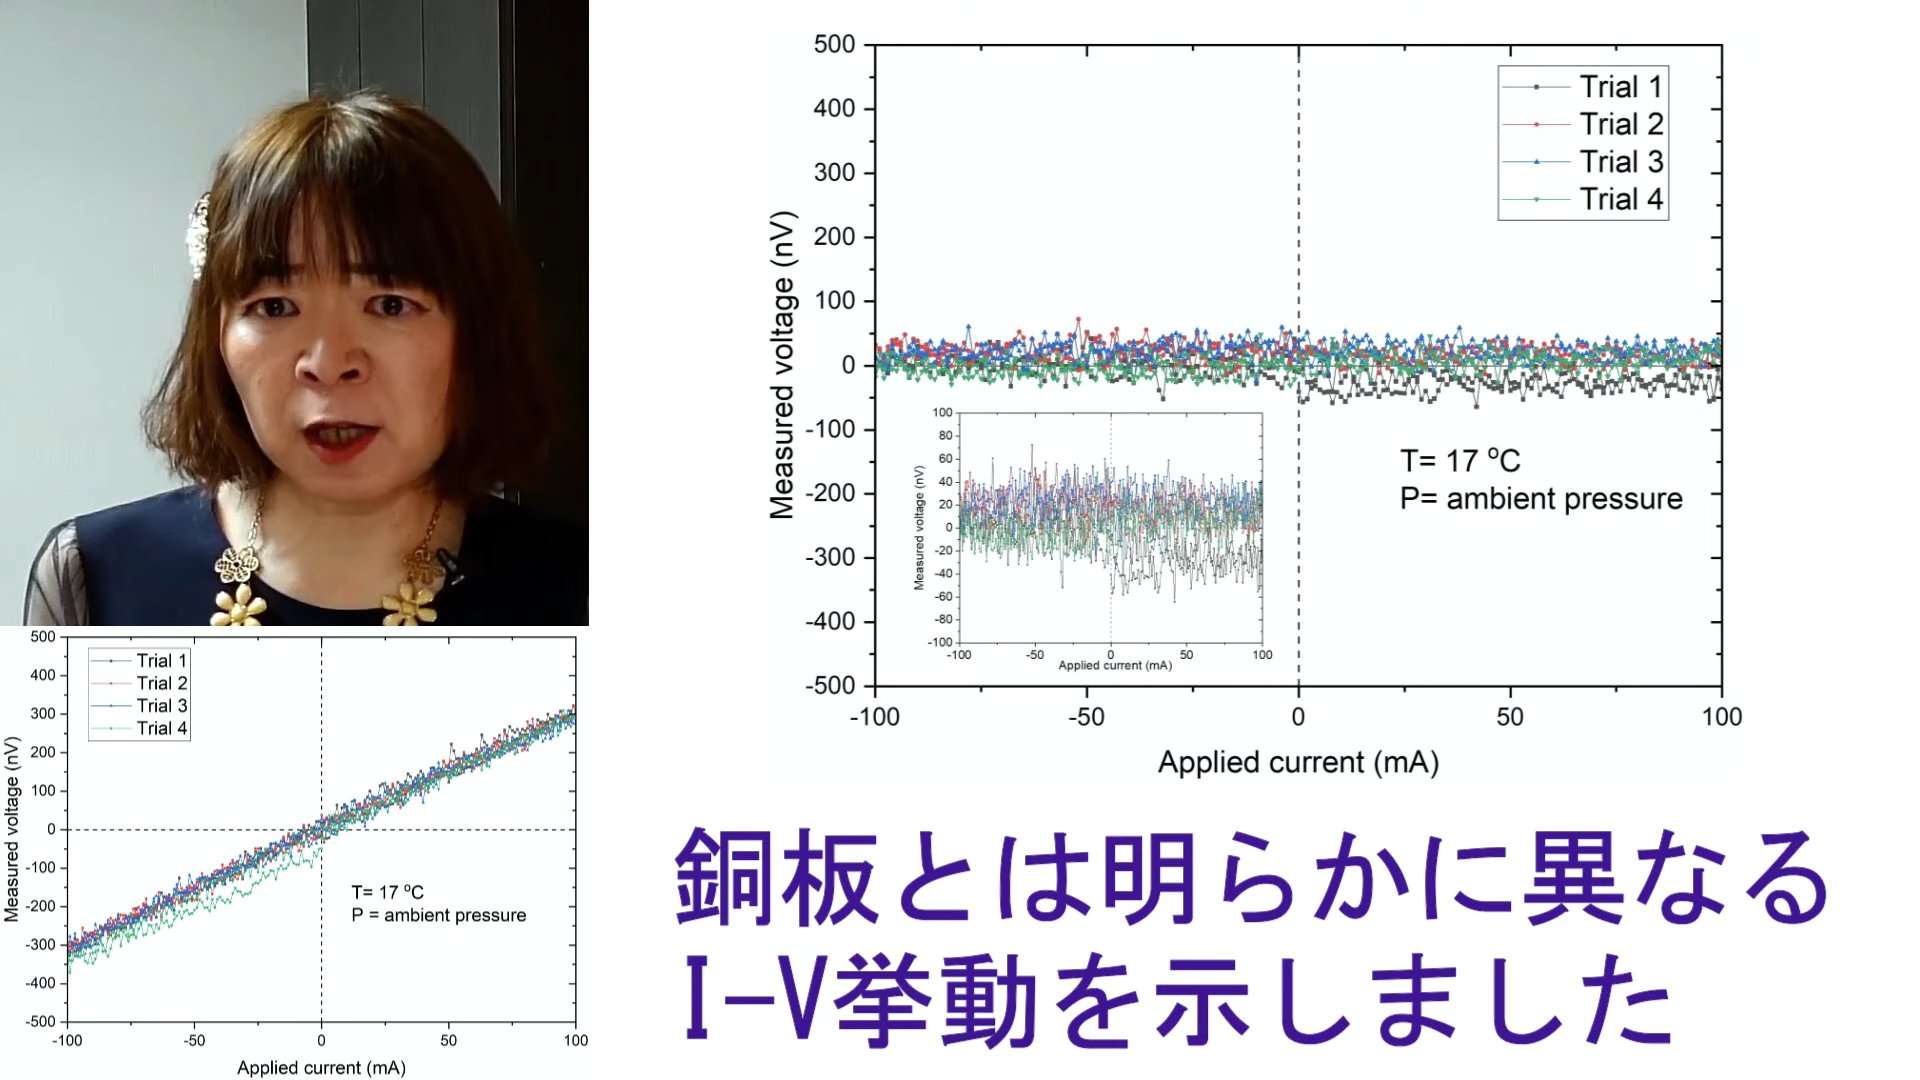 500
400
300
200
100
0
-100
-200
-300
-400
-500
Measured voltage (nV)
-100 -50 0 50 100
Applied current (mA)
Trial 1
Trial 2
Trial 3
Trial 4
T= 17 °C
P= ambient pressure
100
80
60
40
20
0
-20
-40
-60
-80
-100
Measured voltage (nV)
-100 -50 0 50 100
Applied current (mA)
500
400
300
200
100
0
-100
-200
-300
-400
-500
Measured voltage (nV)
-100 -50 0 50 100
Applied current (mA)
Trial 1
Trial 2
Trial 3
Trial 4
T= 17 °C
P = ambient pressure
銅板とは明らかに異なる
I-V挙動を示しました